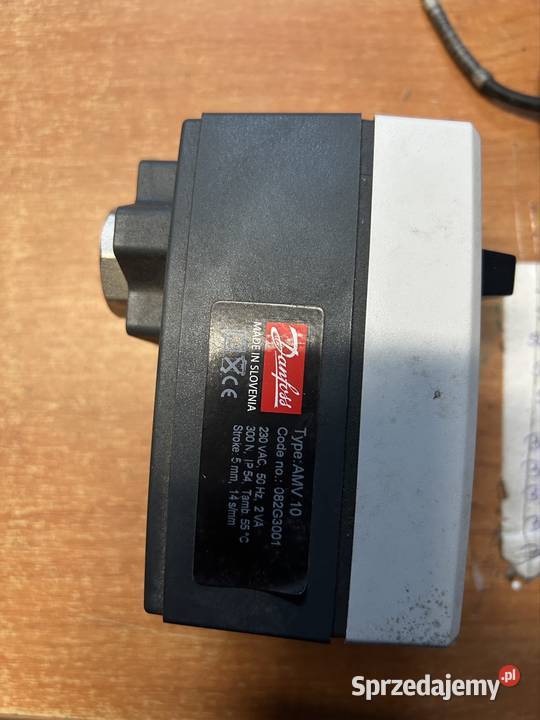 Danfoss
MADE IN SLOVENIA
CE
Type:AMV 10
Code no.: 082G3001
230 VAC, 50 Hz, 2 VA
300 N, IP 54, Tamb. 55 °C
Stroke: 5 mm, 14 s/mm
Sprzedajemy.pl